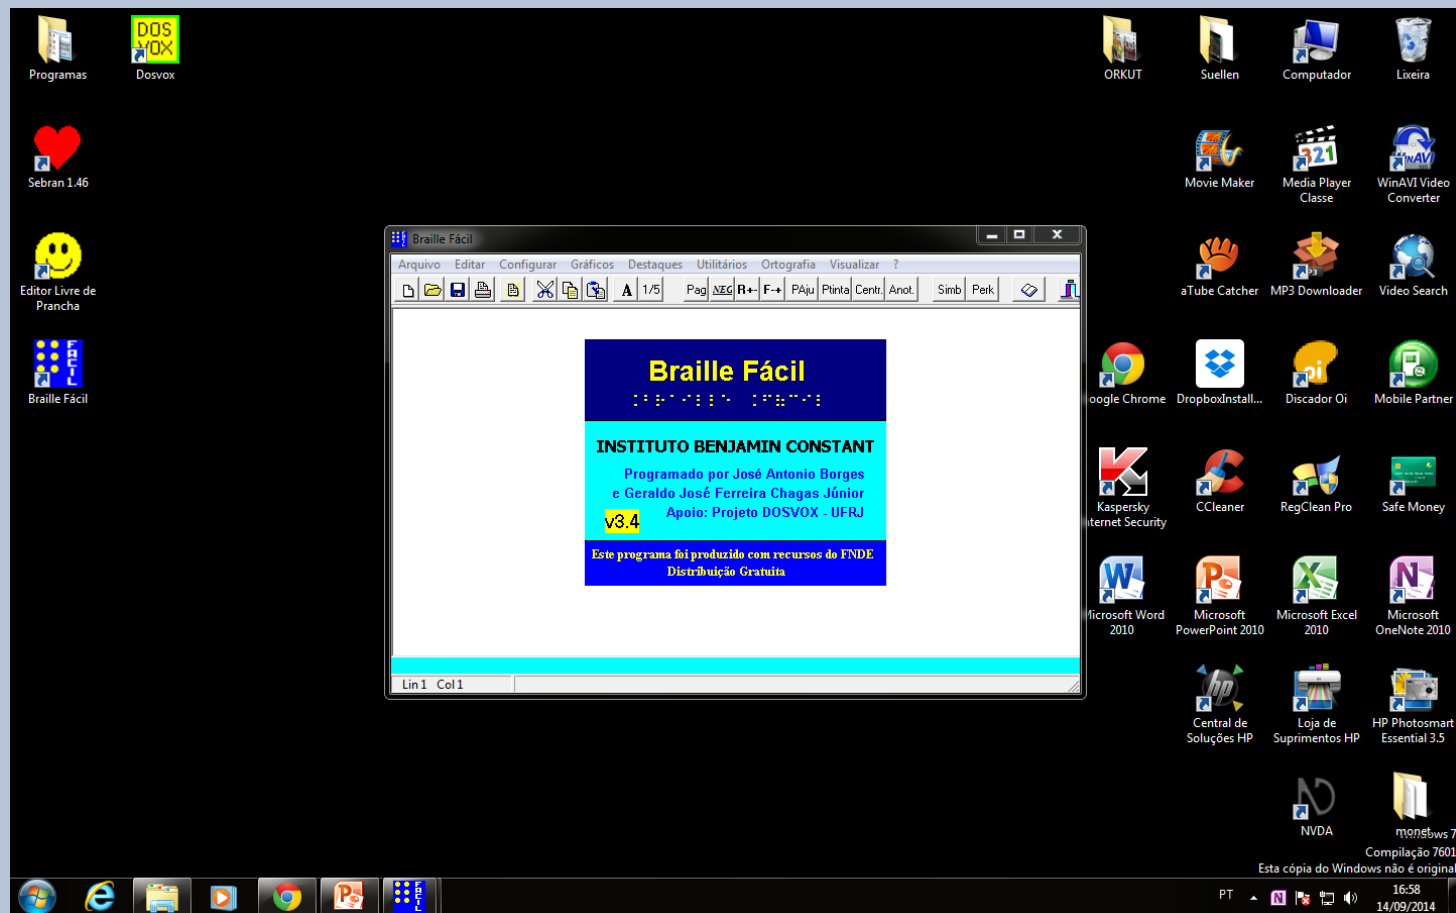 Programas
DOS
VOX
Dosvox
Sebran 1.46
Editor Livre de
Prancha
FACIL
Braille Fácil
Braille Fácil
Arquivo Editar Configurar Gráficos Destaques Utilitários Ortografia Visualizar ?
A 1/5 Pag NEG R+- F-+ PAju Ptinta Centr. Anot. Simb Perk
Braille Fácil
⠨⠃⠗⠁⠊⠇⠇⠑ ⠨⠋⠷⠉⠊⠇
INSTITUTO BENJAMIN CONSTANT
Programado por José Antonio Borges
e Geraldo José Ferreira Chagas Júnior
Apoio: Projeto DOSVOX - UFRJ
v3.4
Este programa foi produzido com recursos do FNDE
Distribuição Gratuita
Lin 1 Col 1
ORKUT
Suellen
Computador
Lixeira
Movie Maker
321
Media Player
Classe
WinAVI Video
Converter
aTube Catcher
MP3 Downloader
Video Search
oogle Chrome
DropboxInstall...
oi
Discador Oi
Mobile Partner
Kaspersky
nternet Security
CCleaner
RegClean Pro
Safe Money
Microsoft Word
2010
Microsoft
PowerPoint 2010
Microsoft Excel
2010
Microsoft
OneNote 2010
hp
Central de
Soluções HP
Loja de
Suprimentos HP
HP Photosmart
Essential 3.5
NVDA
monet
Windows 7
Compilação 7601
Esta cópia do Windows não é original
FACIL
PT
16:58
14/09/2014